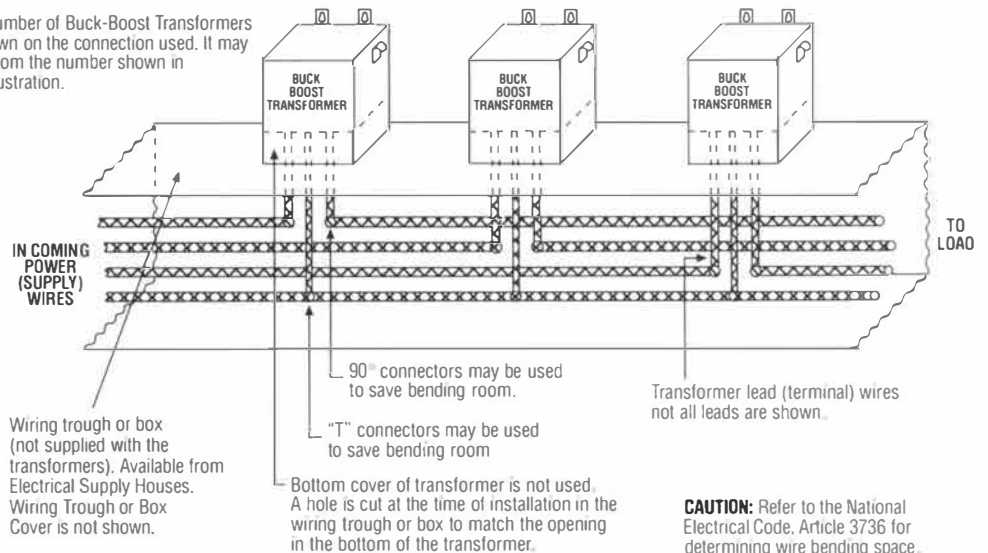 umber of Buck-Boost Transformers
wn on the connection used. It may
rom the number shown in
ustration.
BUCK
BOOST
TRANSFORMER
BUCK
BOOST
TRANSFORMER
BUCK
BOOST
TRANSFORMER
IN COMING
POWER
(SUPPLY)
WIRES
TO
LOAO
90° connectors may be used
to save bending room.
"T" connectors may be used
to save bending room
Transformer lead (terminal) wires
not all leads are shown.
Wiring trough or box
(not supplied with the
transformers). Available from
Electrical Supply Houses.
Wiring Trough or Box
Cover is not shown.
Bottom cover of transformer is not used.
A hole is cut at the time of installation in the
wiring trough or box to match the opening
in the bottom of the transformer.
CAUTION: Refer to the National
Electrical Code, Article 3736 for
determining wire bending space.